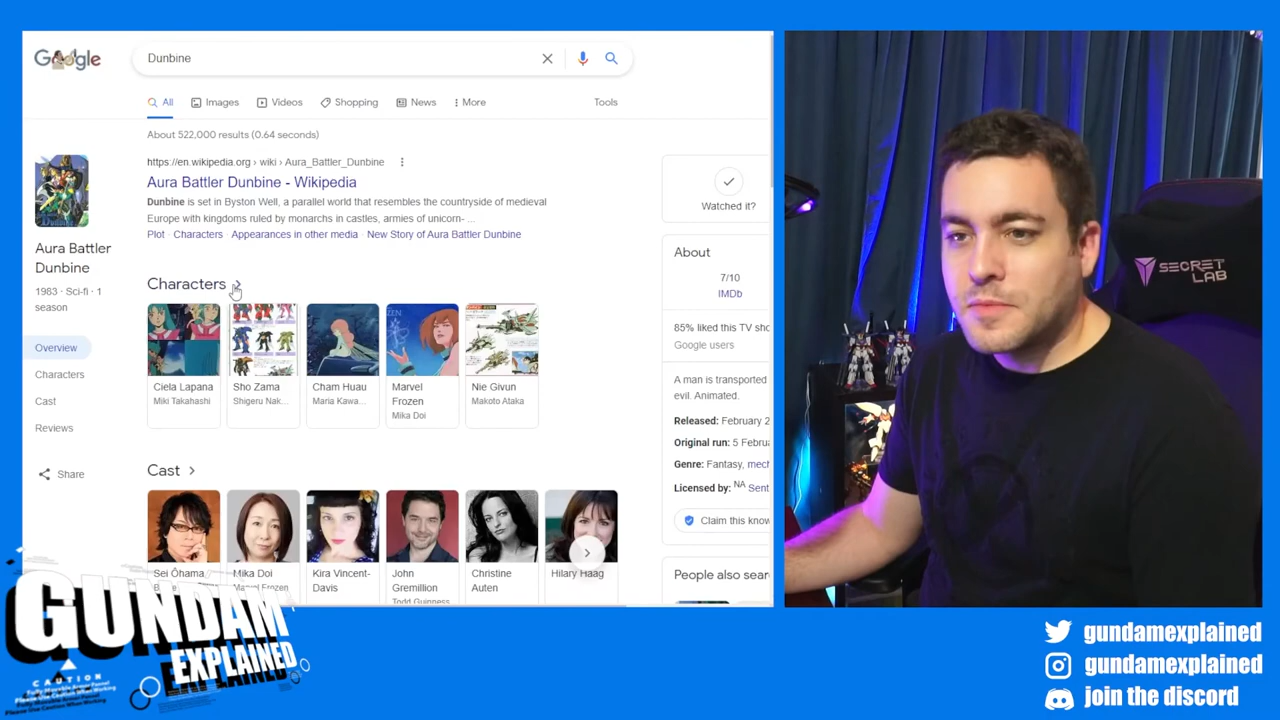 Google
Dunbine
All
Images
Videos
Shopping
News
More
Tools
About 522,000 results (0.64 seconds)
https://en.wikipedia.org › wiki › Aura_Battler_Dunbine
Aura Battler Dunbine - Wikipedia
Dunbine is set in Byston Well, a parallel world that resembles the countryside of medieval
Europe with kingdoms ruled by monarchs in castles, armies of unicorn- ...
Plot · Characters · Appearances in other media · New Story of Aura Battler Dunbine
Aura Battler
Dunbine
1983 · Sci-fi · 1
season
Overview
Characters
Cast
Reviews
Share
Characters
Ciela Lapana
Miki Takahashi
Sho Zama
Shigeru Nak...
Cham Huau
Maria Kawa...
Marvel
Frozen
Mika Doi
Nie Givun
Makoto Ataka
Cast
Sei Ôhama
Mika Doi
Marvel Frozen
Kira Vincent-
Davis
John
Gremillion
Todd Guinness
Christine
Auten
Hilary Haag
Watched it?
About
7/10
IMDb
85% liked this TV sho
Google users
A man is transported
evil. Animated.
Released: February 2
Original run: 5 Februa
Genre: Fantasy, mech
Licensed by: NA Sent
Claim this know
People also sear
SECRET
LAB
GUNDAM
EXPLAINED
CAUTION
gundamexplained
gundamexplained
join the discord